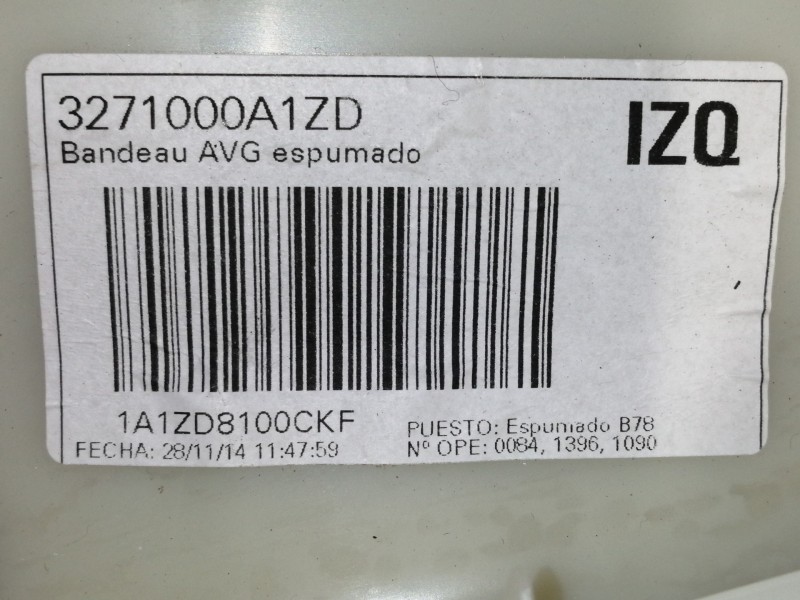 3271000A1ZD
IZQ
Bandeau AVG espumado
1A1ZD8100CKF
PUESTO: Espumado B78
FECHA: 28/11/14 11:47:59
Nº OPE: 0084, 1396, 1090